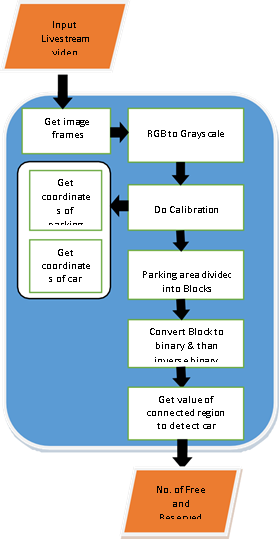 Input
Livestream
video
Get image
frames
RGB to Grayscale
Get
coordinate
s of
parking
Do Calibration
Get
coordinate
s of car
Parking area divided
into Blocks
Convert Block to
binary & than
inverse binary
Get value of
connected region
to detect car
No. of Free
and
Reserved